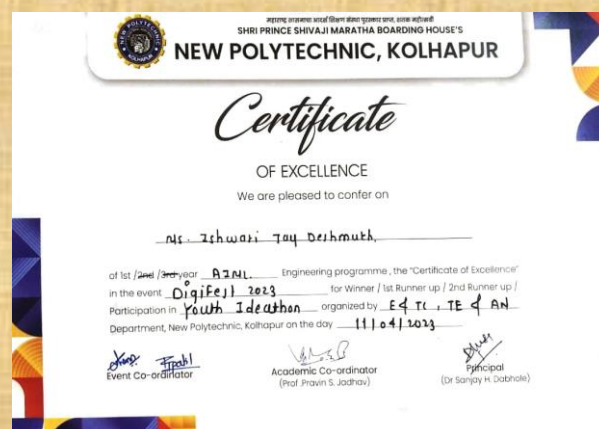 महाराष्ट्र शासनाचा आदर्श शिक्षण संस्था पुरस्कार प्राप्त, शतक महोत्सवी
SHRI PRINCE SHIVAJI MARATHA BOARDING HOUSE'S
NEW POLYTECHNIC, KOLHAPUR
NEW POLYTECHNIC
KOLHAPUR
Certificate
OF EXCELLENCE
We are pleased to confer on
Ms. Ishwari Jay Deshmukh.
of 1st /2nd /3rd year AIML Engineering programme , the "Certificate of Excellence"
in the event Digifest 2023 for Winner / 1st Runner up / 2nd Runner up /
Participation in Youth Ideathon organized by E&TC, TE & AN
Department, New Polytechnic, Kolhapur on the day 11/04/2023
Event Co-ordinator
Academic Co-ordinator
(Prof .Pravin S. Jadhav)
Principal
(Dr Sanjay H. Dabhole)